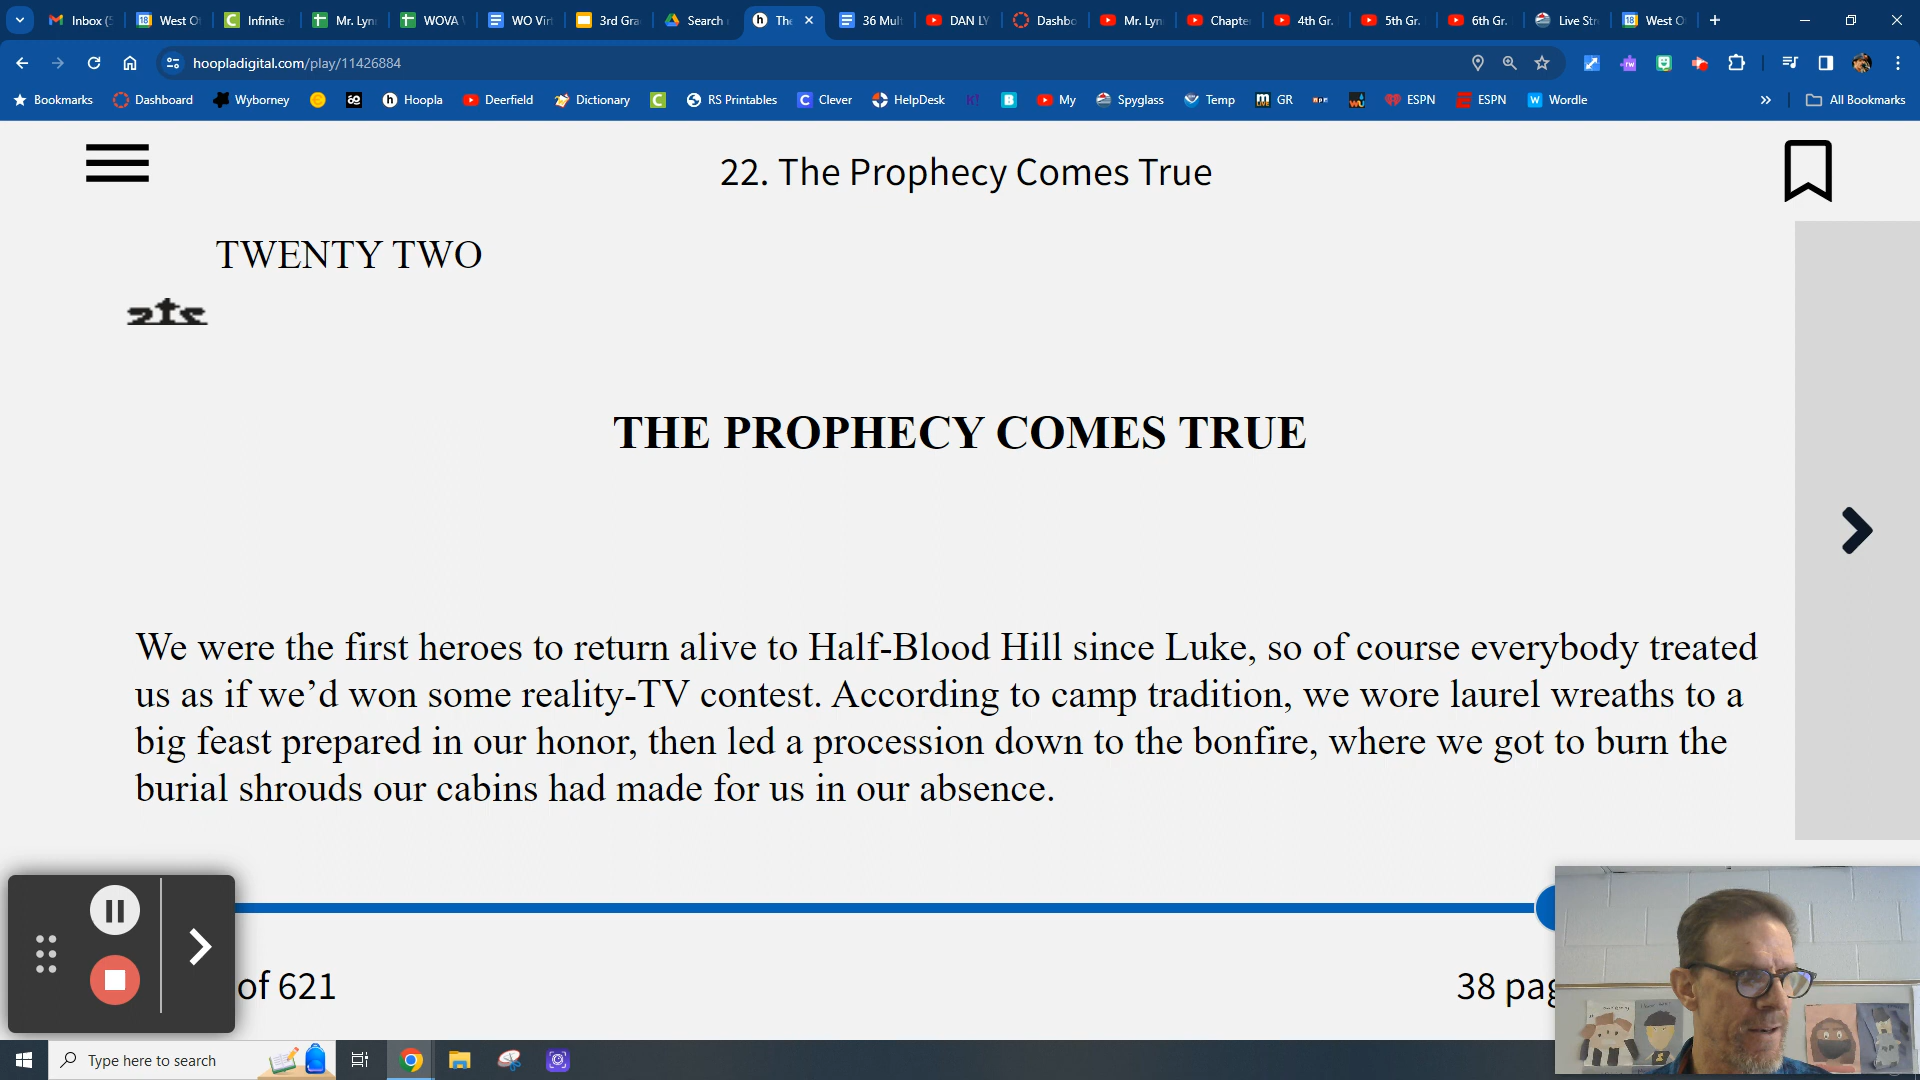 Inbox (5
West O
Infinite
Mr. Lyn
WOVA
WO Virt
3rd Gra
Search
The
36 Mult
DAN LY
Dashbo
Mr. Lyn
Chapte
4th Gr.
5th Gr.
6th Gr.
Live Str
West O
hoopladigital.com/play/11426884
Bookmarks
Dashboard
Wyborney
Hoopla
Deerfield
Dictionary
RS Printables
Clever
HelpDesk
My
Spyglass
Temp
GR
ESPN
ESPN
Wordle
All Bookmarks
22. The Prophecy Comes True
TWENTY TWO
THE PROPHECY COMES TRUE
We were the first heroes to return alive to Half-Blood Hill since Luke, so of course everybody treated
us as if we’d won some reality-TV contest. According to camp tradition, we wore laurel wreaths to a
big feast prepared in our honor, then led a procession down to the bonfire, where we got to burn the
burial shrouds our cabins had made for us in our absence.
of 621
38 pag
Type here to search